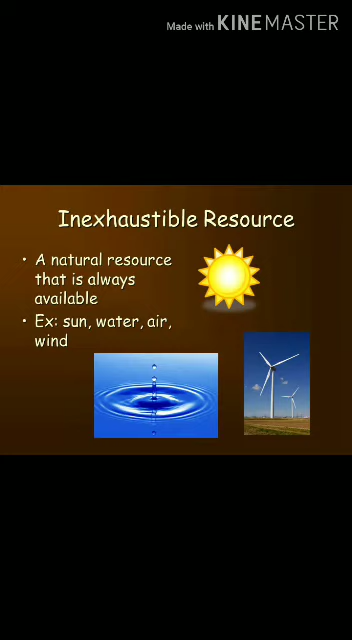 Made with KINEMASTER
Inexhaustible Resource
• A natural resource
that is always
available
• Ex: sun, water, air,
wind